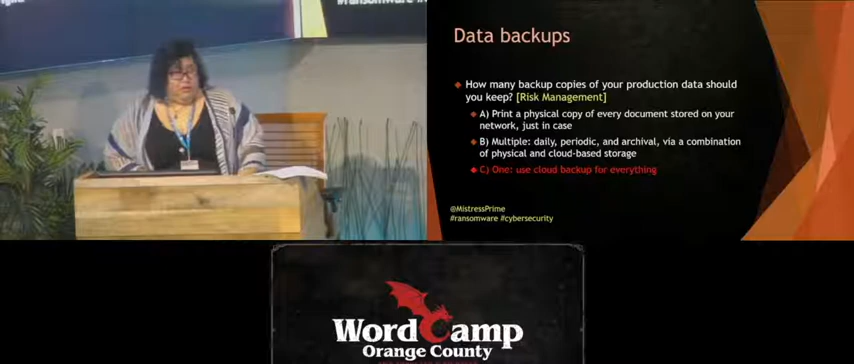 Data backups
How many backup copies of your production data should
you keep? [Risk Management]
A) Print a physical copy of every document stored on your
network, just in case
B) Multiple: daily, periodic, and archival, via a combination
of physical and cloud-based storage
C) One: use cloud backup for everything
@MistressPrime
#ransomware #cybersecurity
WordCamp
Orange County